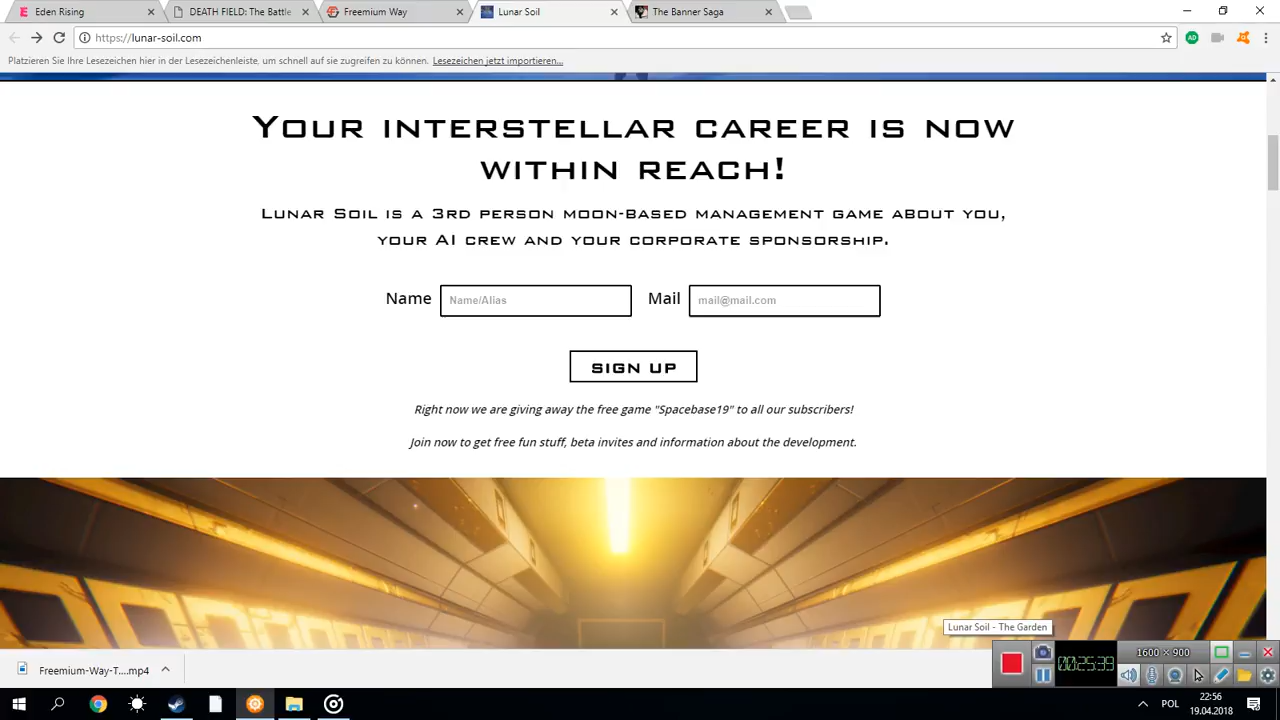 Eden Rising
DEATH FIELD: The Battle
Freemium Way
Lunar Soil
The Banner Saga
https://lunar-soil.com
Platzieren Sie Ihre Lesezeichen hier in der Lesezeichenleiste, um schnell auf sie zugreifen zu können. Lesezeichen jetzt importieren...
YOUR INTERSTELLAR CAREER IS NOW
WITHIN REACH!
LUNAR SOIL IS A 3RD PERSON MOON-BASED MANAGEMENT GAME ABOUT YOU,
YOUR AI CREW AND YOUR CORPORATE SPONSORSHIP.
Name Name/Alias Mail mail@mail.com
SIGN UP
Right now we are giving away the free game "Spacebase19" to all our subscribers!
Join now to get free fun stuff, beta invites and information about the development.
Lunar Soil - The Garden
1600 × 900
00:25:39
Freemium-Way-T....mp4
POL
22:56
19.04.2018